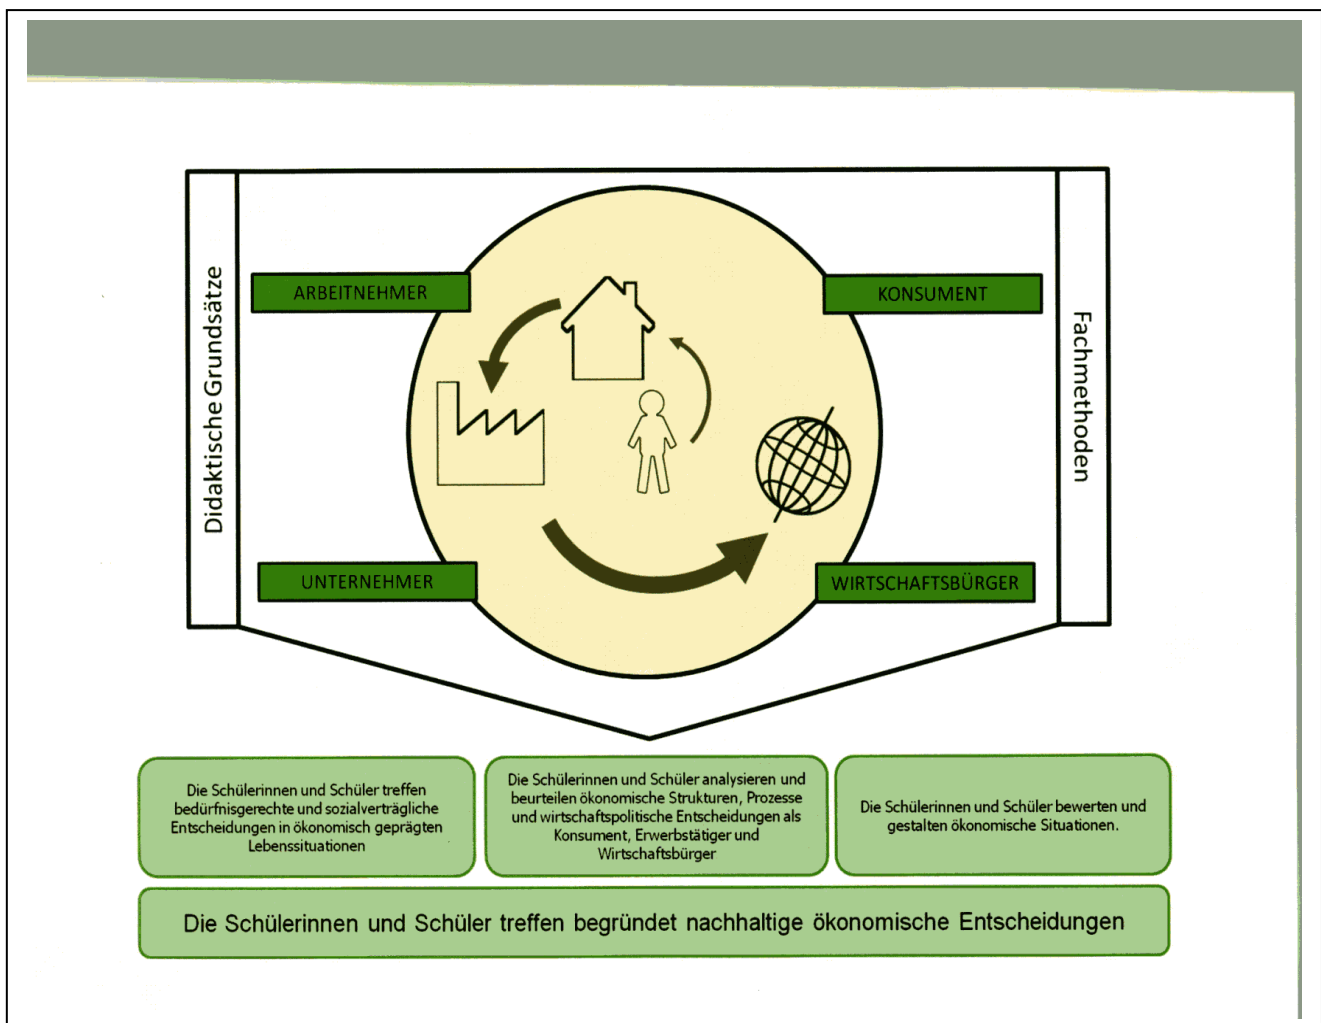 Didaktische Grundsätze
ARBEITNEHMER
KONSUMENT
UNTERNEHMER
WIRTSCHAFTSBÜRGER
Fachmethoden
Die Schülerinnen und Schüler treffen
bedürfnisgerechte und sozialverträgliche
Entscheidungen in ökonomisch geprägten
Lebenssituationen
Die Schülerinnen und Schüler analysieren und
beurteilen ökonomische Strukturen, Prozesse
und wirtschaftspolitische Entscheidungen als
Konsument, Erwerbstätiger und
Wirtschaftsbürger
Die Schülerinnen und Schüler bewerten und
gestalten ökonomische Situationen.
Die Schülerinnen und Schüler treffen begründet nachhaltige ökonomische Entscheidungen